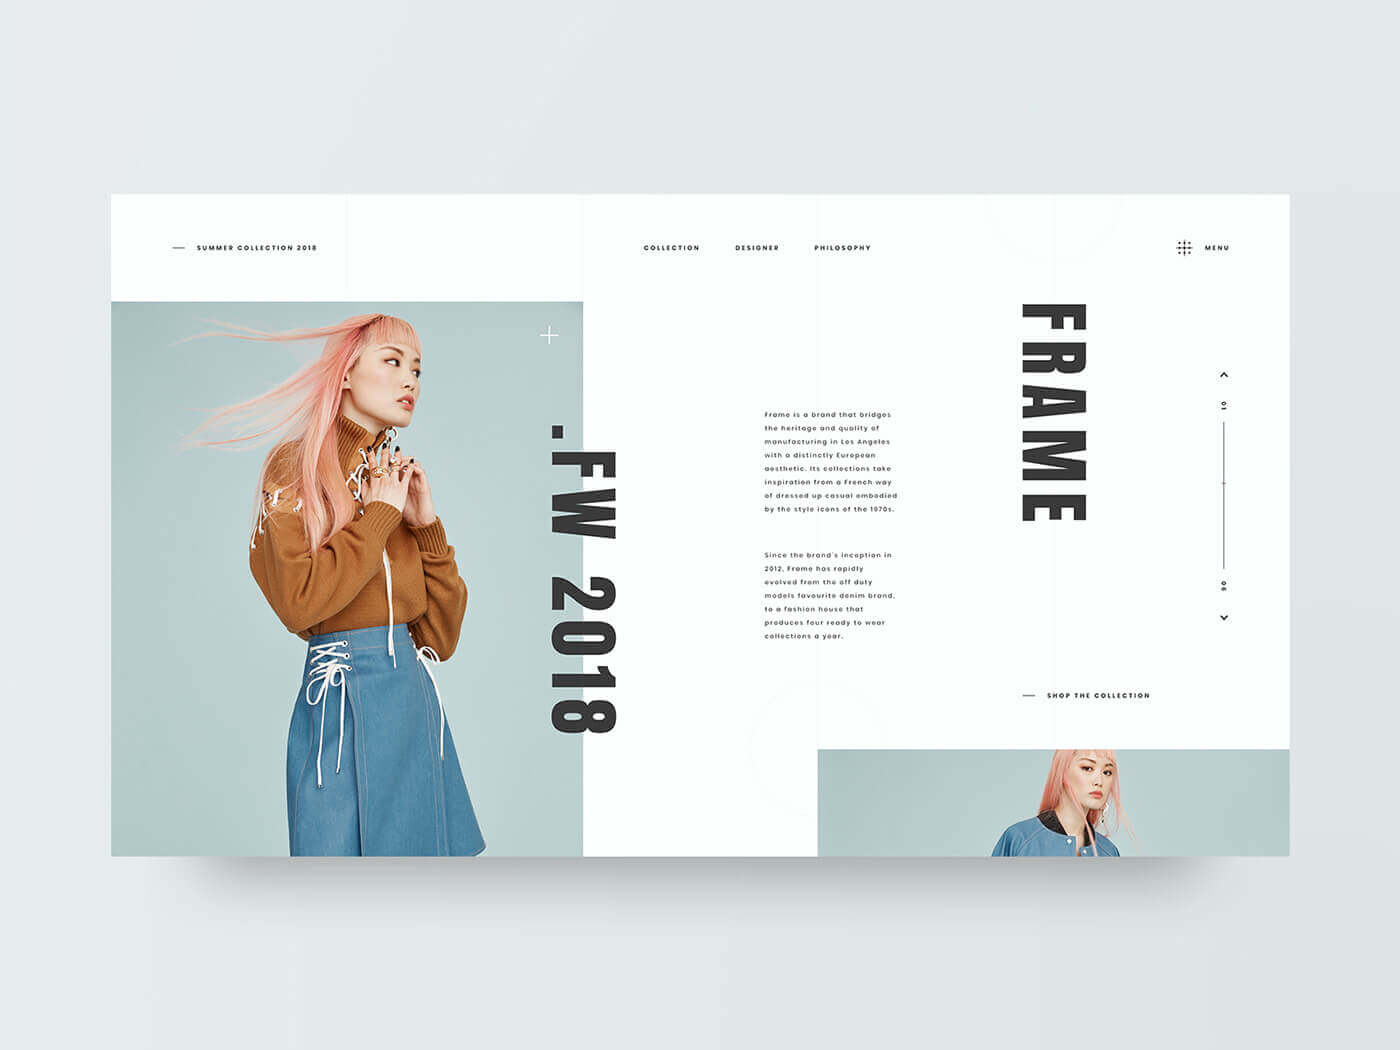 SUMMER COLLECTION 2018
COLLECTION
DESIGNER
PHILOSOPHY
MENU
.FW 2018
Frame is a brand that bridges
the heritage and quality of
manufacturing in Los Angeles
with a distinctly European
aesthetic. Its collections take
inspiration from a French way
of dressed up casual embodied
by the style icons of the 1970s.
Since the brand's inception in
2012, Frame has rapidly
evolved from the off duty
models favourite denim brand,
to a fashion house that
produces four ready to wear
collections a year.
FRAME
01
06
SHOP THE COLLECTION